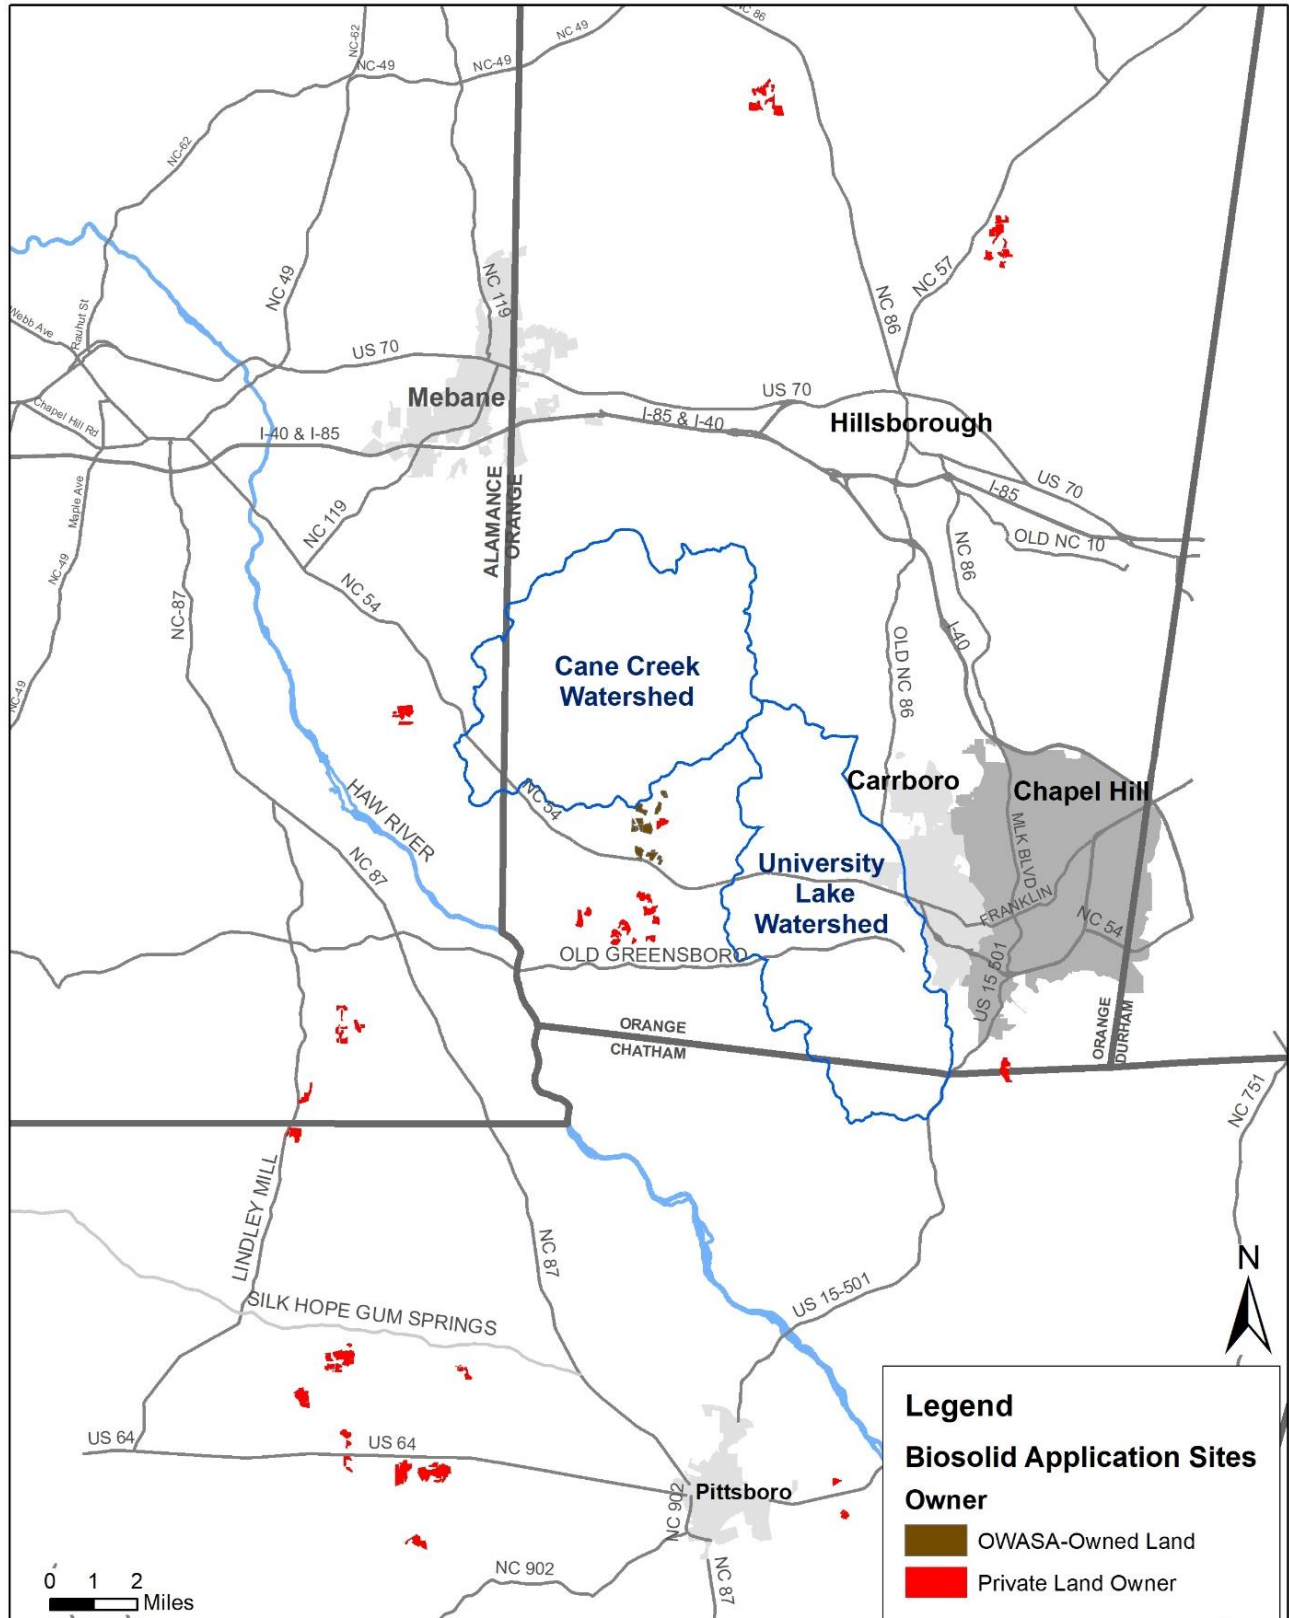 NC 86
NC-62
NC 49
NC-49
NC-49
NC-62
NC 49
NC 119
NC 57
NC 86
Webb Ave
Rauhut St
US 70
Mebane
US 70
Chapel Hill Rd
I-40 & I-85
I-85 & I-40
Hillsborough
Maple Ave
US 70
I-85
NC 119
ALAMANCE
ORANGE
OLD NC 10
NC 86
NC-49
NC 54
NC-87
I-40
OLD NC 86
Cane Creek
Watershed
NC-49
HAW RIVER
NC 54
Carrboro
Chapel Hill
MLK BLVD
NC 87
University
Lake
Watershed
FRANKLIN
NC 54
OLD GREENSBORO
US 15 501
ORANGE
CHATHAM
ORANGE
DURHAM
NC 751
LINDLEY MILL
NC 87
N
SILK HOPE GUM SPRINGS
US 15-501
Legend
Biosolid Application Sites
Owner
OWASA-Owned Land
Private Land Owner
US 64
US 64
Pittsboro
NC 902
NC 902
NC 87
0 1 2
Miles